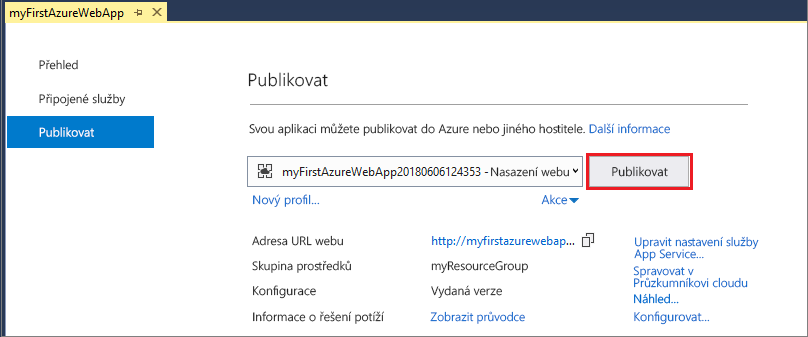 myFirstAzureWebApp
Přehled
Připojené služby
Publikovat
Publikovat
Svou aplikaci můžete publikovat do Azure nebo jiného hostitele. Další informace
myFirstAzureWebApp20180606124353 - Nasazení webu
Publikovat
Nový profil...
Akce
Adresa URL webu
http://myfirstazurewebap...
Upravit nastavení služby
App Service...
Skupina prostředků
myResourceGroup
Spravovat v
Průzkumníkovi cloudu
Konfigurace
Vydaná verze
Náhled...
Informace o řešení potíží
Zobrazit průvodce
Konfigurovat...